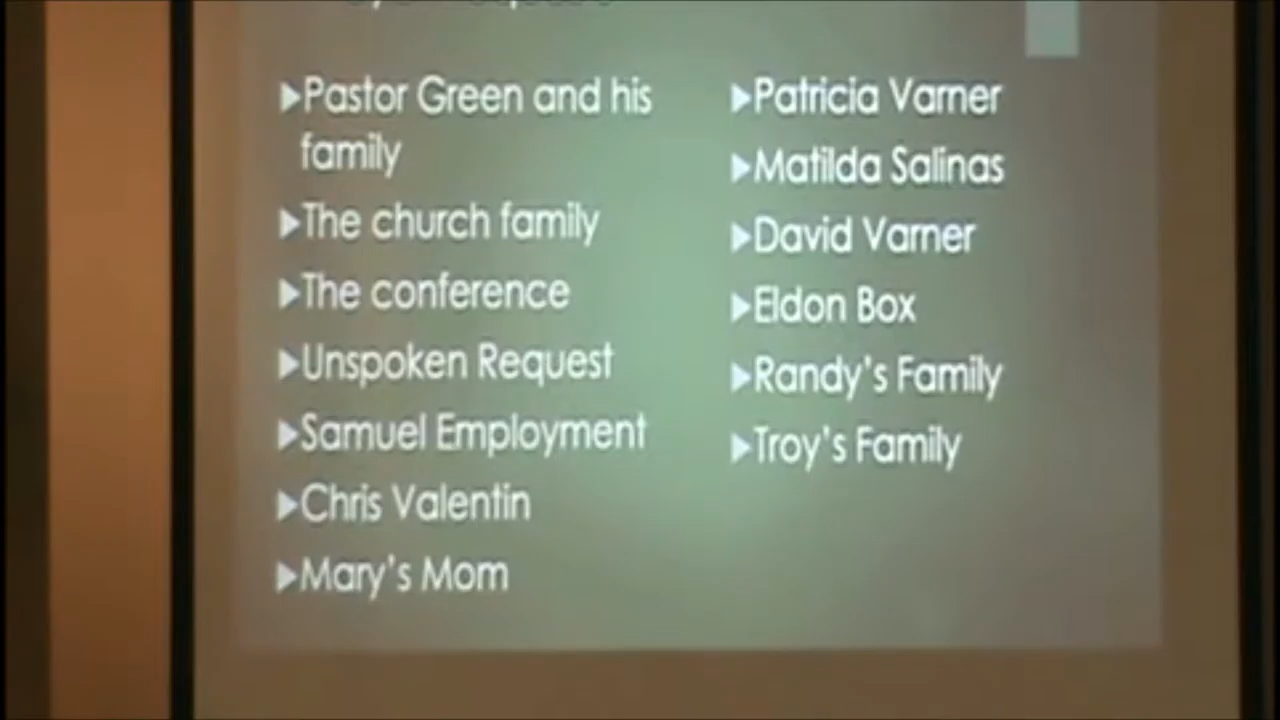 ▶Pastor Green and his
family
▶The church family
▶The conference
▶Unspoken Request
▶Samuel Employment
▶Chris Valentin
▶Mary's Mom
▶Patricia Varner
▶Matilda Salinas
▶David Varner
▶Eldon Box
▶Randy's Family
▶Troy's Family